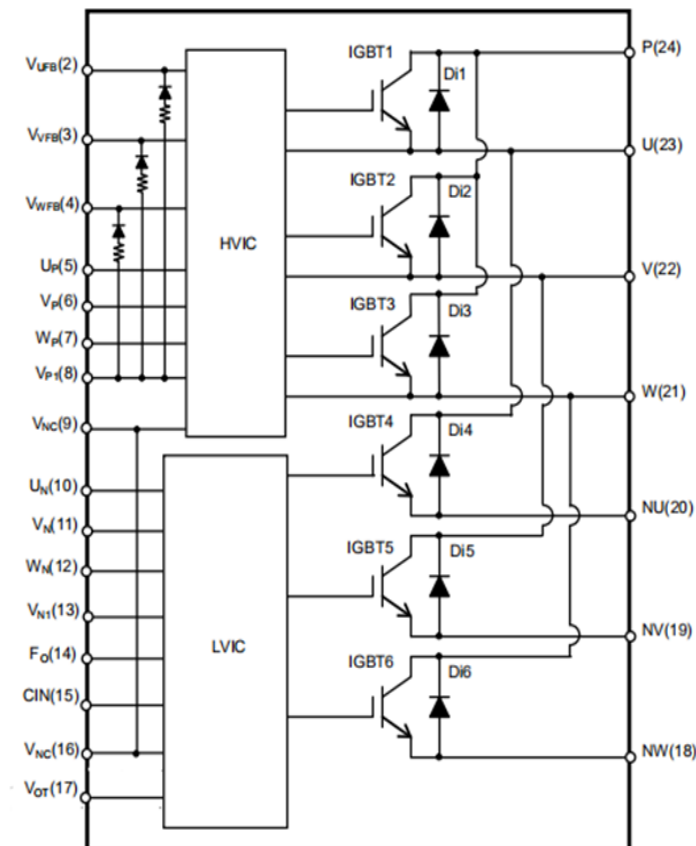 VUFB(2)
VVFB(3)
VWFB(4)
UP(5)
VP(6)
WP(7)
VP1(8)
VNC(9)
UN(10)
VN(11)
WN(12)
VN1(13)
FO(14)
CIN(15)
VNC(16)
VOT(17)
HVIC
LVIC
IGBT1
Di1
IGBT2
Di2
IGBT3
Di3
IGBT4
Di4
IGBT5
Di5
IGBT6
Di6
P(24)
U(23)
V(22)
W(21)
NU(20)
NV(19)
NW(18)